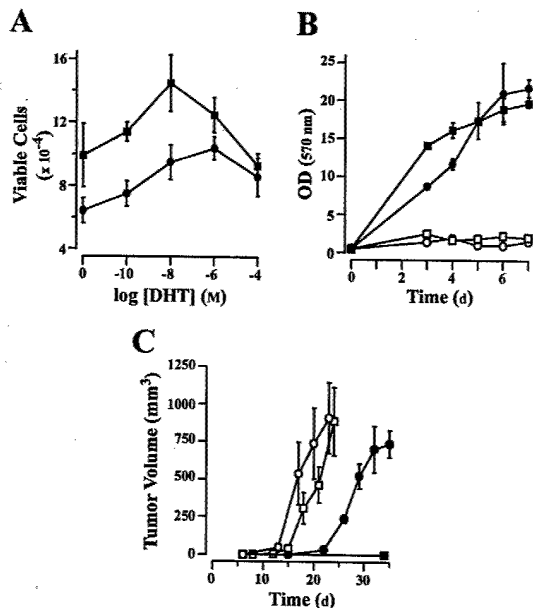 A
B
16
12
8
4
Viable Cells
(x 10⁻⁴)
0 -10 -8 -6 -4
log [DHT] (M)
25
20
15
10
5
0
OD (570 nm)
0 2 4 6
Time (d)
C
1250
1000
750
500
250
0
Tumor Volume (mm³)
0 10 20 30
Time (d)